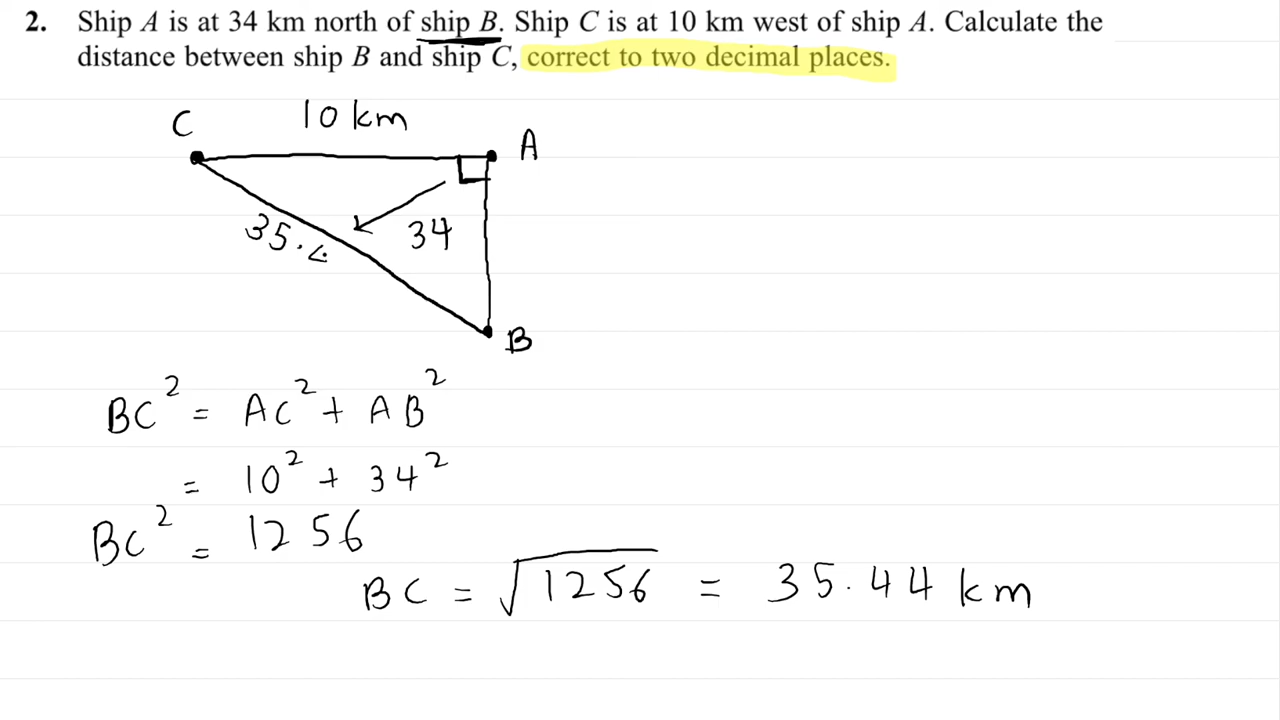 2. Ship A is at 34 km north of ship B. Ship C is at 10 km west of ship A. Calculate the
distance between ship B and ship C, correct to two decimal places.
C 10 km A
35.4 34
B
BC² = AC² + AB²
= 10² + 34²
BC² = 1256
BC = √1256 = 35.44 km